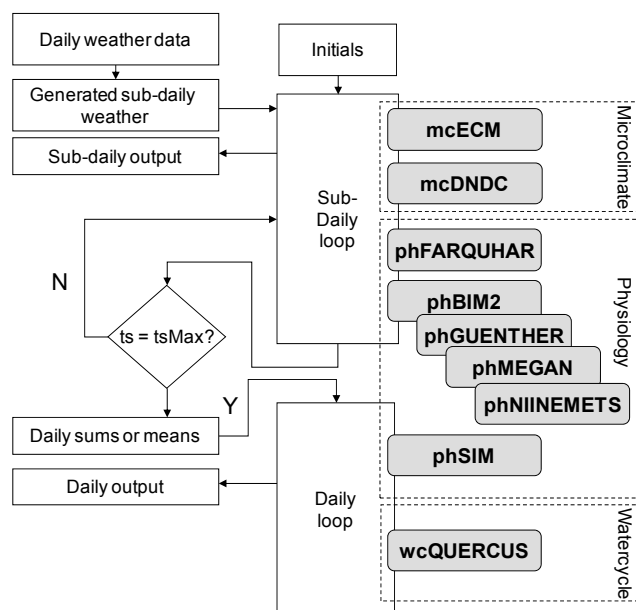 Daily weather data
Initials
Generated sub-daily
weather
Sub-daily output
Sub-
Daily
loop
mcECM
mcDNDC
Microclimate
phFARQUHAR
phBIM2
phGUENTHER
phMEGAN
phNIINEMETS
phSIM
Physiology
N
ts = tsMax?
Y
Daily sums or means
Daily output
Daily
loop
wcQUERCUS
Watercycle